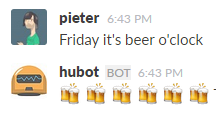 pieter 6:43 PM
Friday it's beer o'clock
hubot BOT 6:43 PM
🍻 🍻 🍻 🍻 🍻 🍻